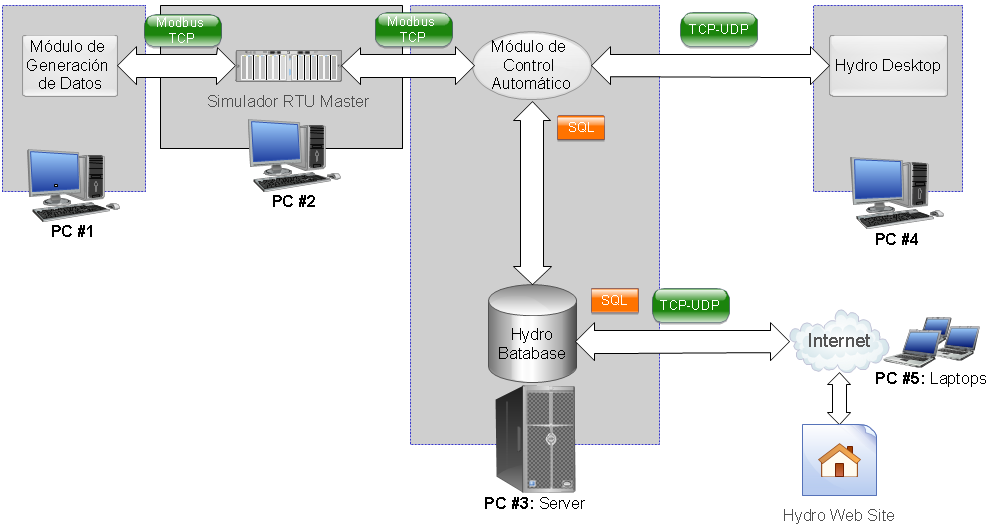 Modbus
TCP
Modbus
TCP
TCP-UDP
Módulo de
Generación
de Datos
Simulador RTU Master
Módulo de
Control
Automático
Hydro Desktop
SQL
PC #1
PC #2
PC #4
SQL
TCP-UDP
Hydro
Batabase
Internet
PC #5: Laptops
PC #3: Server
Hydro Web Site